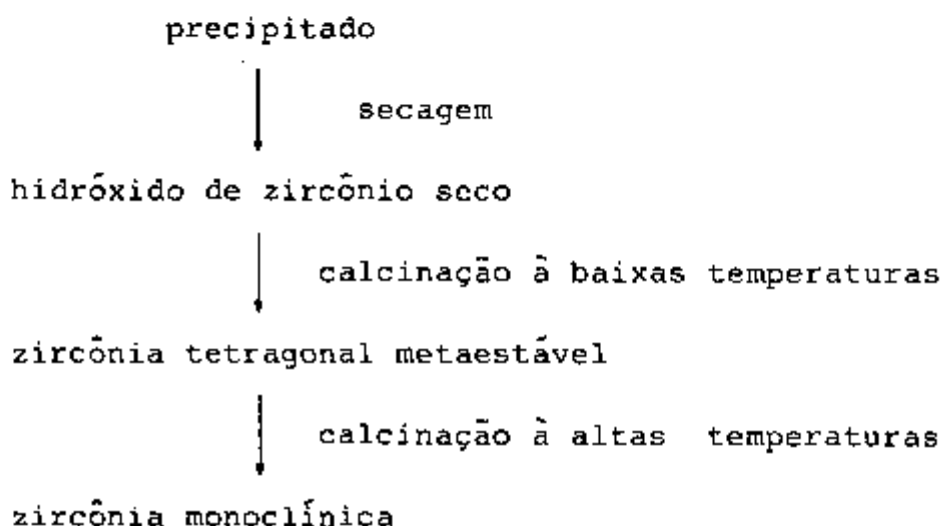 precipitado
secagem
hidróxido de zircônio seco
calcinação à baixas temperaturas
zircônia tetragonal metaestável
calcinação à altas temperaturas
zircônia monoclínica